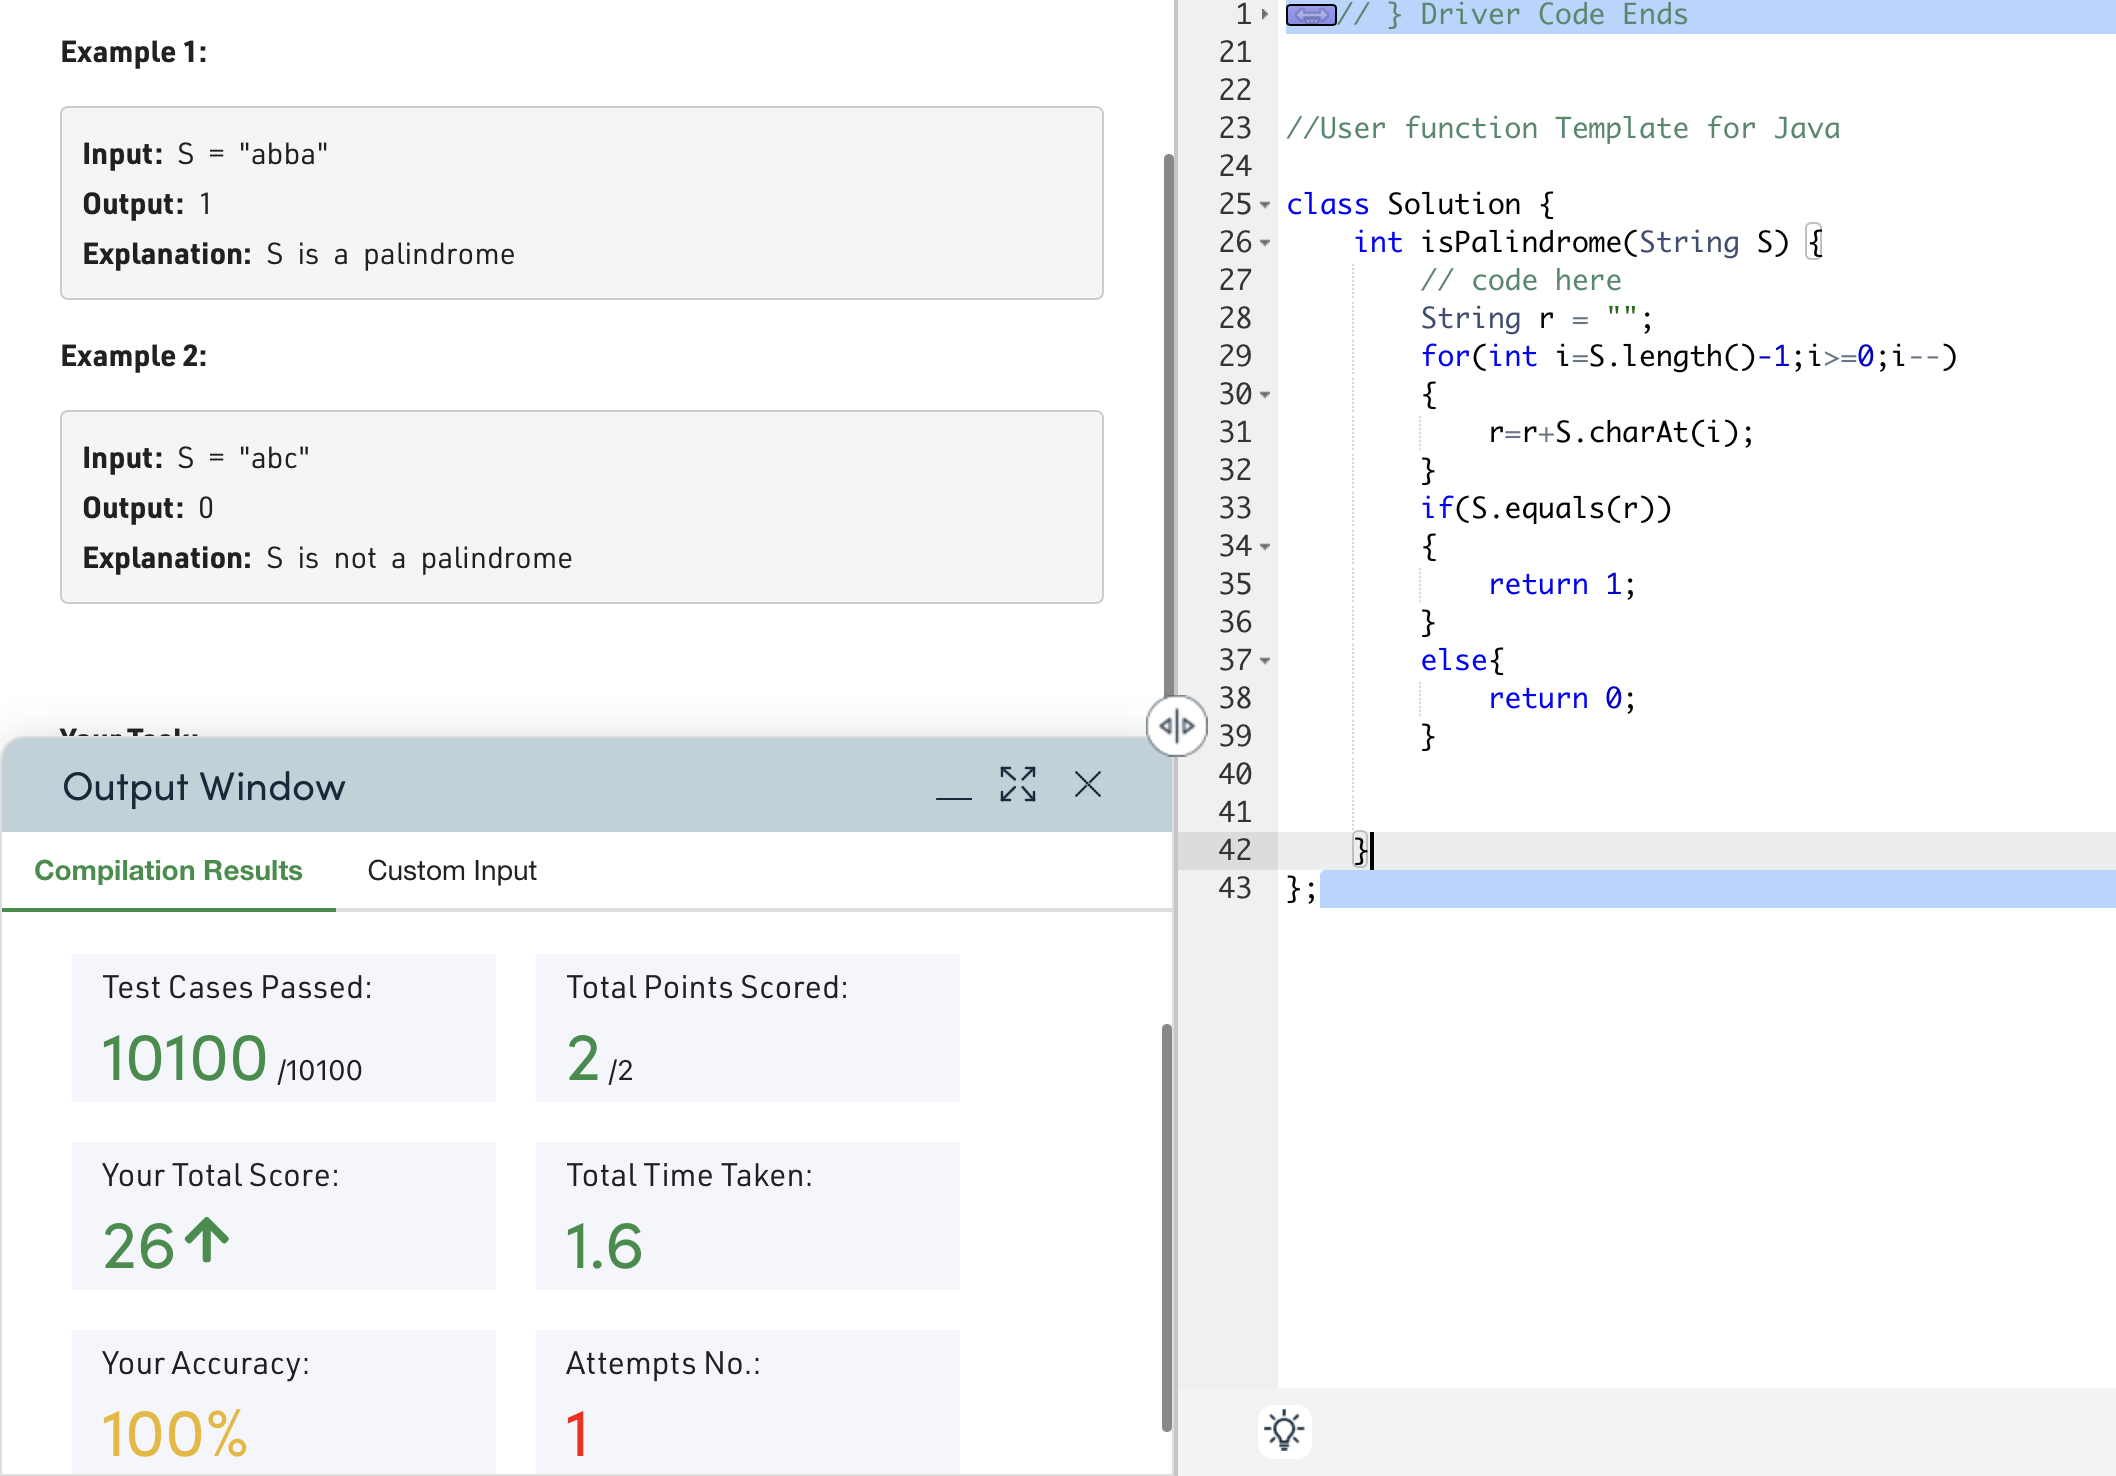 Example 1:
Input: S = "abba"
Output: 1
Explanation: S is a palindrome
Example 2:
Input: S = "abc"
Output: 0
Explanation: S is not a palindrome
Your Task:
Output Window
Compilation Results Custom Input
Test Cases Passed:
10100 /10100
Total Points Scored:
2 /2
Your Total Score:
26↑
Total Time Taken:
1.6
Your Accuracy:
100%
Attempts No.:
1
1 // } Driver Code Ends
21
22
23 //User function Template for Java
24
25 class Solution {
26     int isPalindrome(String S) {
27         // code here
28         String r = "";
29         for(int i=S.length()-1;i>=0;i--)
30         {
31             r=r+S.charAt(i);
32         }
33         if(S.equals(r))
34         {
35             return 1;
36         }
37         else{
38             return 0;
39         }
40
41
42     }
43 };